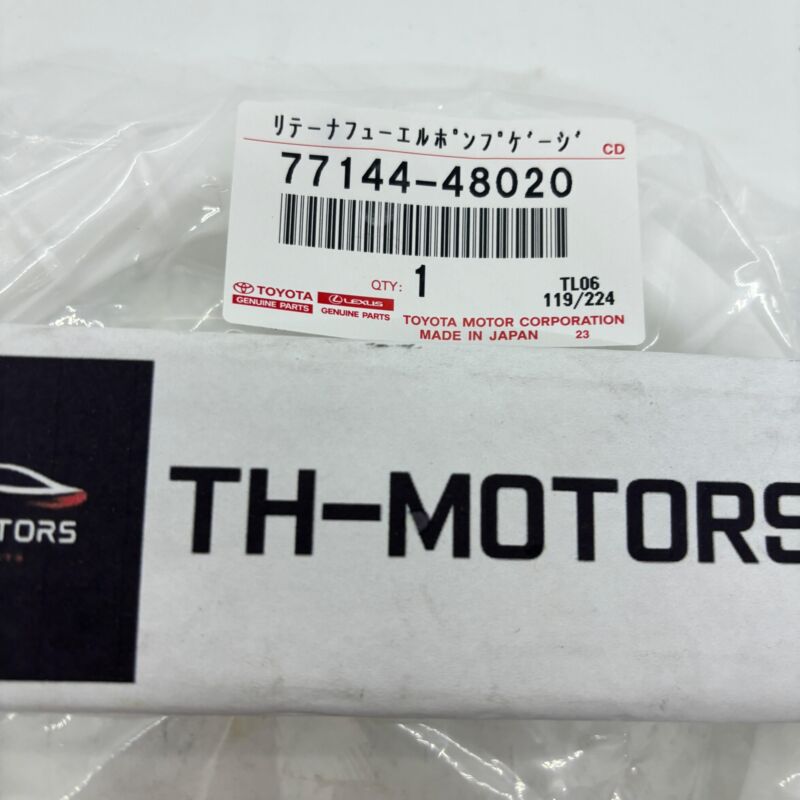 リテーナフューエルポンプゲージ
CD
77144-48020
QTY: 1
TL06
119/224
TOYOTA
GENUINE PARTS
LEXUS
GENUINE PARTS
TOYOTA MOTOR CORPORATION
MADE IN JAPAN 23
TH-MOTORS
TORS